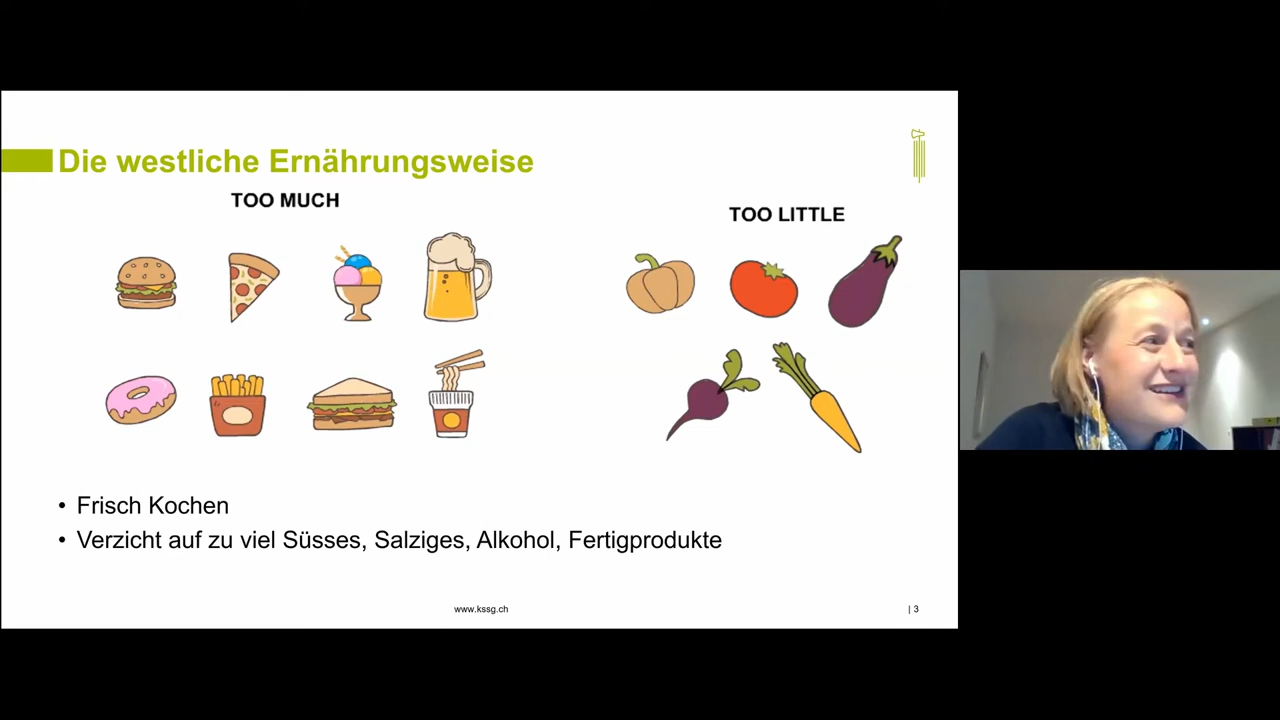 Die westliche Ernährungsweise
TOO MUCH
TOO LITTLE
• Frisch Kochen
• Verzicht auf zu viel Süsses, Salziges, Alkohol, Fertigprodukte
www.kssg.ch
| 3